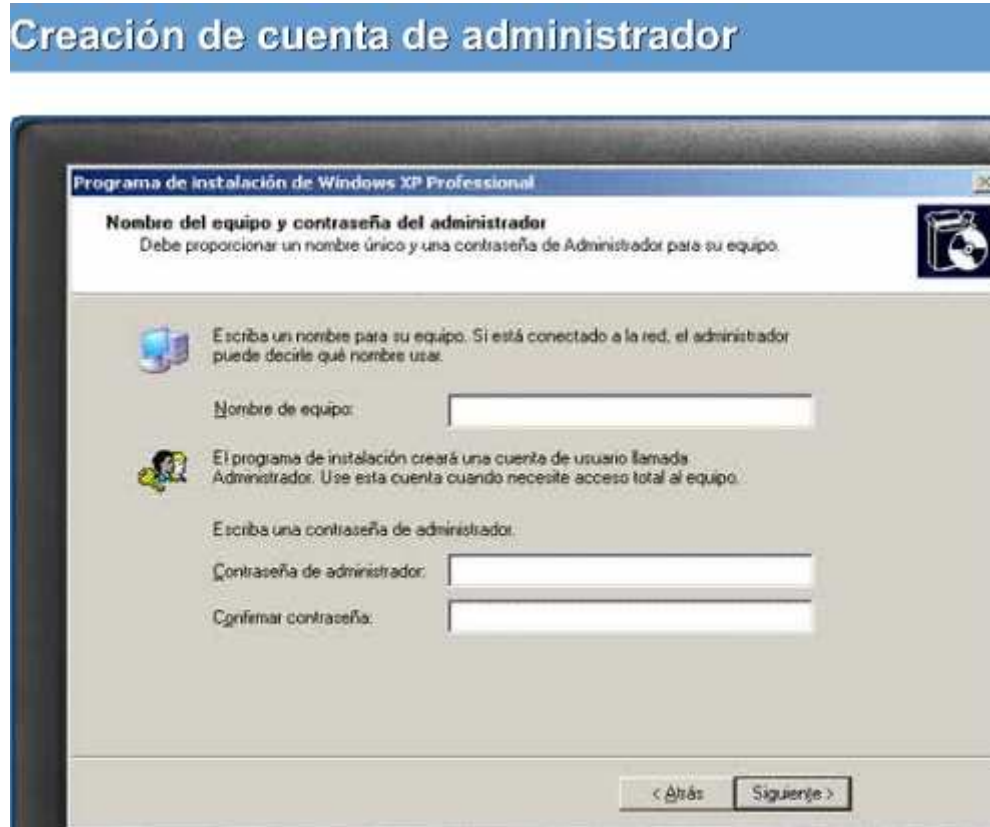 Creación de cuenta de administrador
Programa de instalación de Windows XP Professional
Nombre del equipo y contraseña del administrador
Debe proporcionar un nombre único y una contraseña de Administrador para su equipo.
Escriba un nombre para su equipo. Si está conectado a la red, el administrador
puede decirle qué nombre usar.
Nombre de equipo:
El programa de instalación creará una cuenta de usuario llamada
Administrador. Use esta cuenta cuando necesite acceso total al equipo.
Escriba una contraseña de administrador.
Contraseña de administrador:
Confirmar contraseña:
< Atrás
Siguiente >